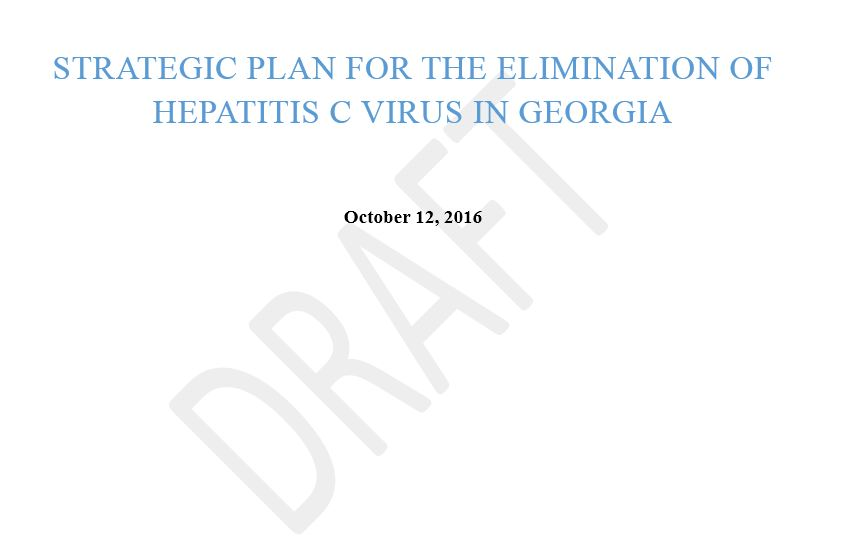 STRATEGIC PLAN FOR THE ELIMINATION OF
HEPATITIS C VIRUS IN GEORGIA
October 12, 2016
DRAFT